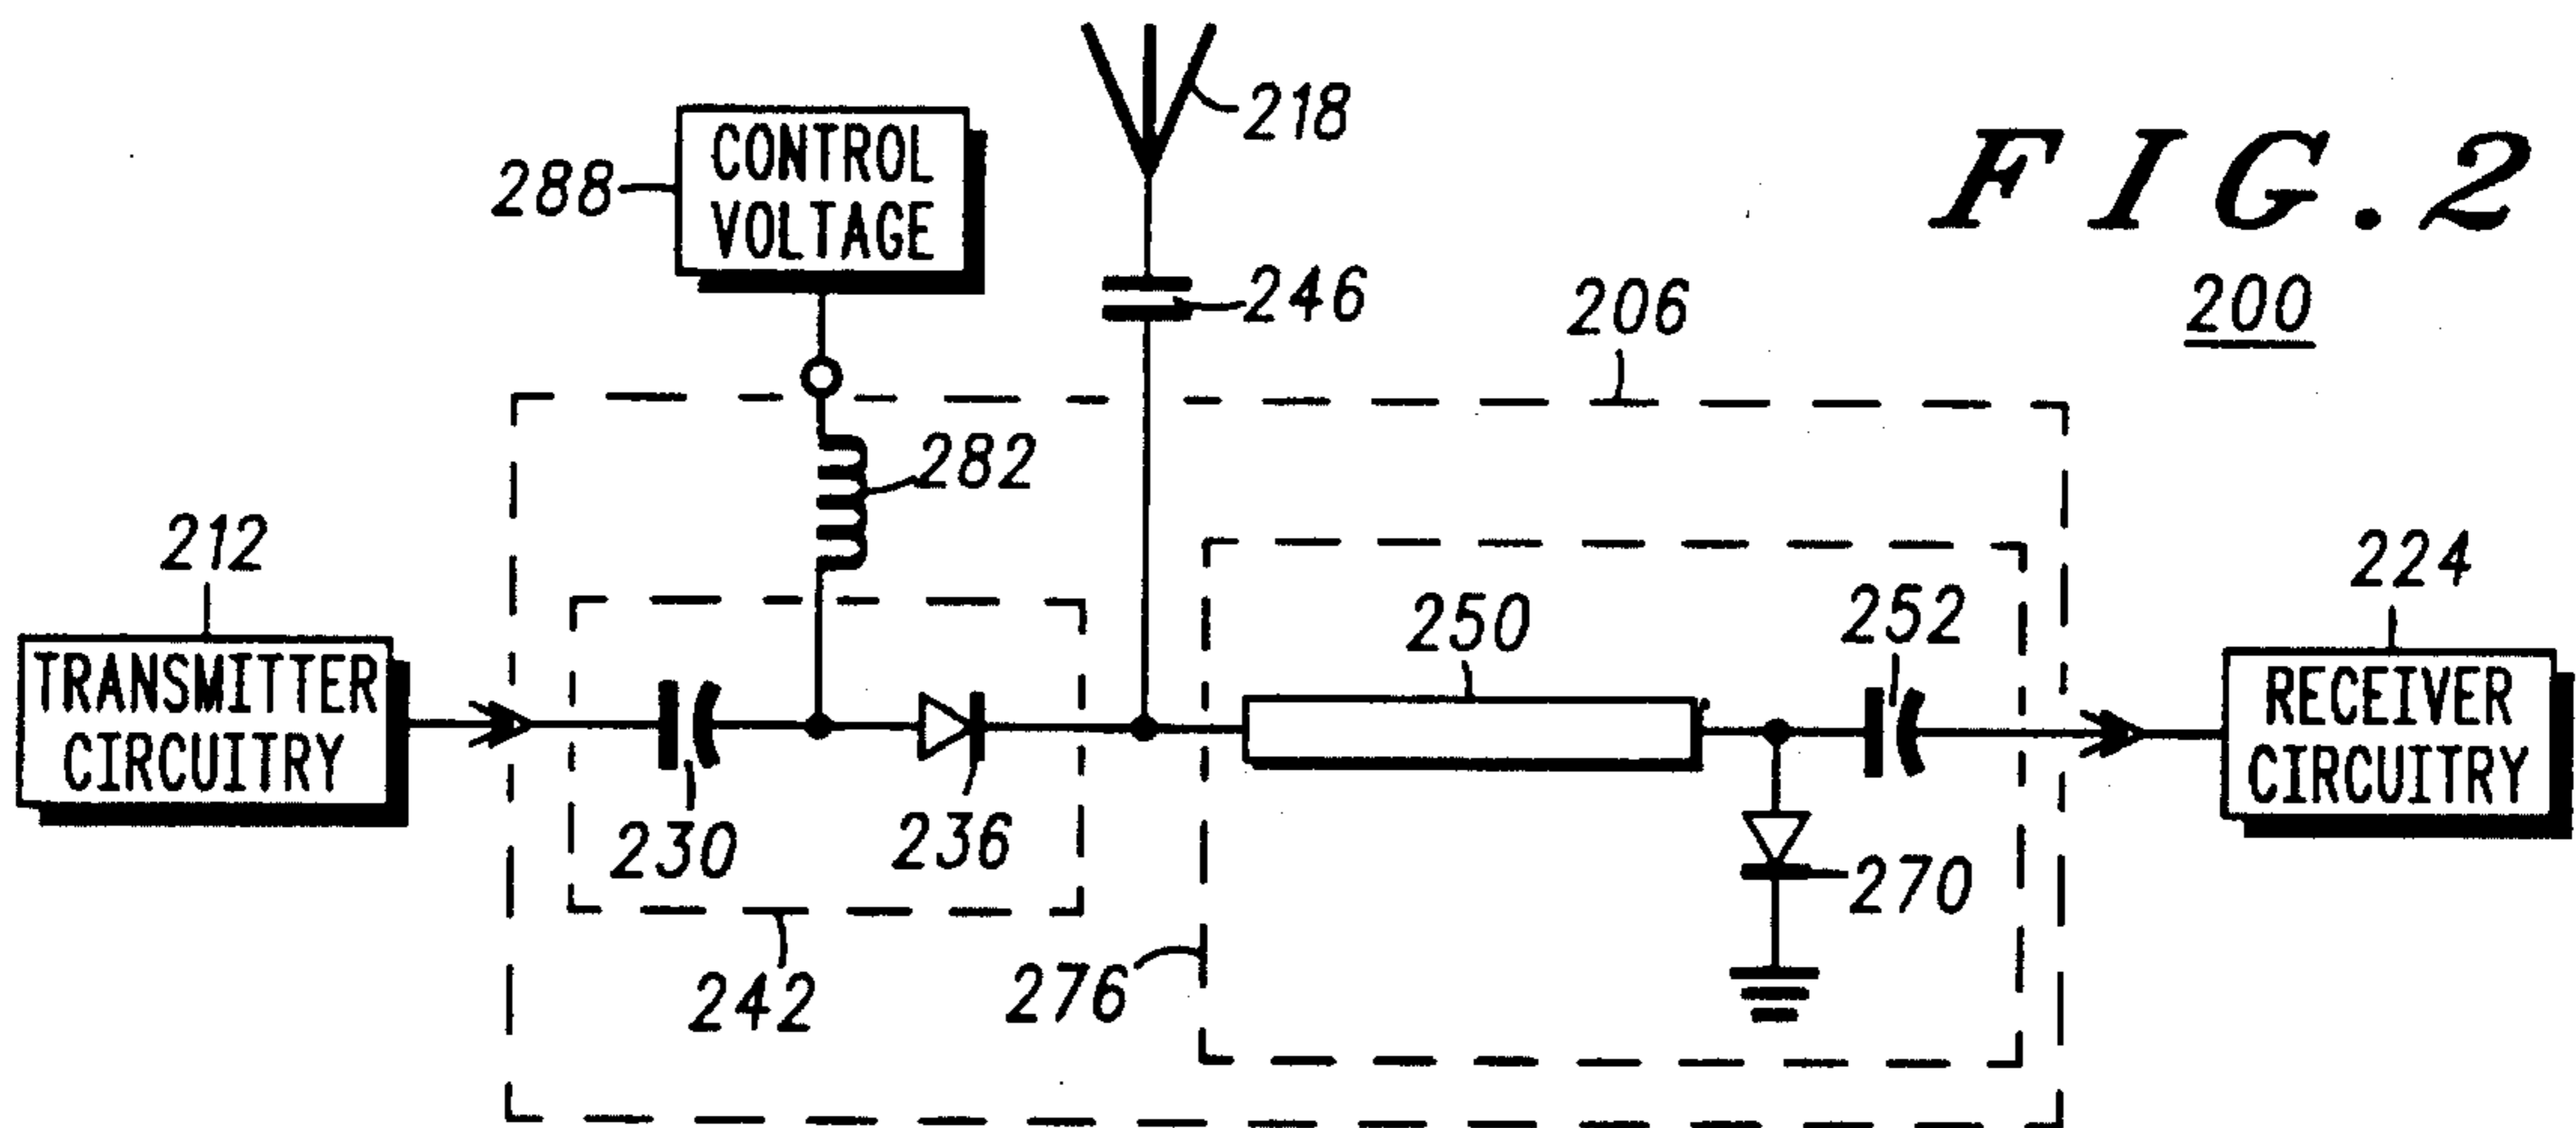 FIG.2
200
218
CONTROL
VOLTAGE
288
246
206
282
212
TRANSMITTER
CIRCUITRY
230
236
242
250
252
270
276
224
RECEIVER
CIRCUITRY